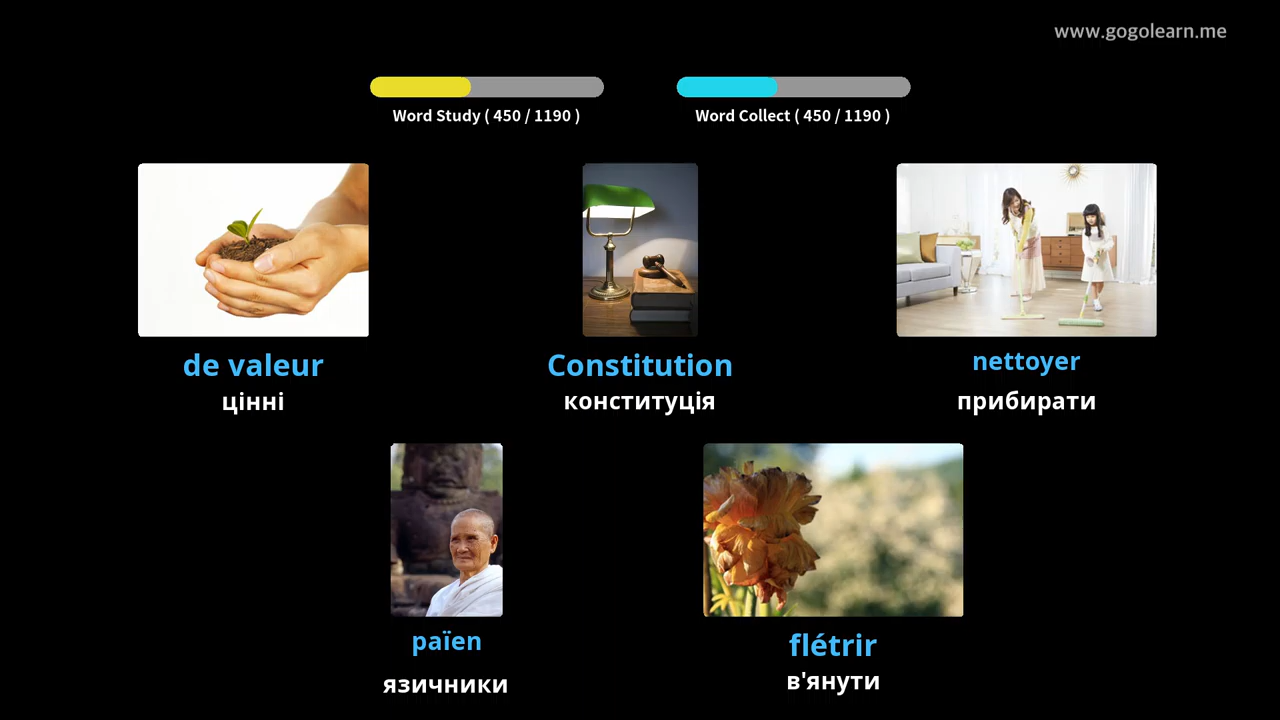 www.gogolearn.me
Word Study ( 450 / 1190 )
Word Collect ( 450 / 1190 )
de valeur
цінні
Constitution
конституція
nettoyer
прибирати
païen
язичники
flétrir
в'янути